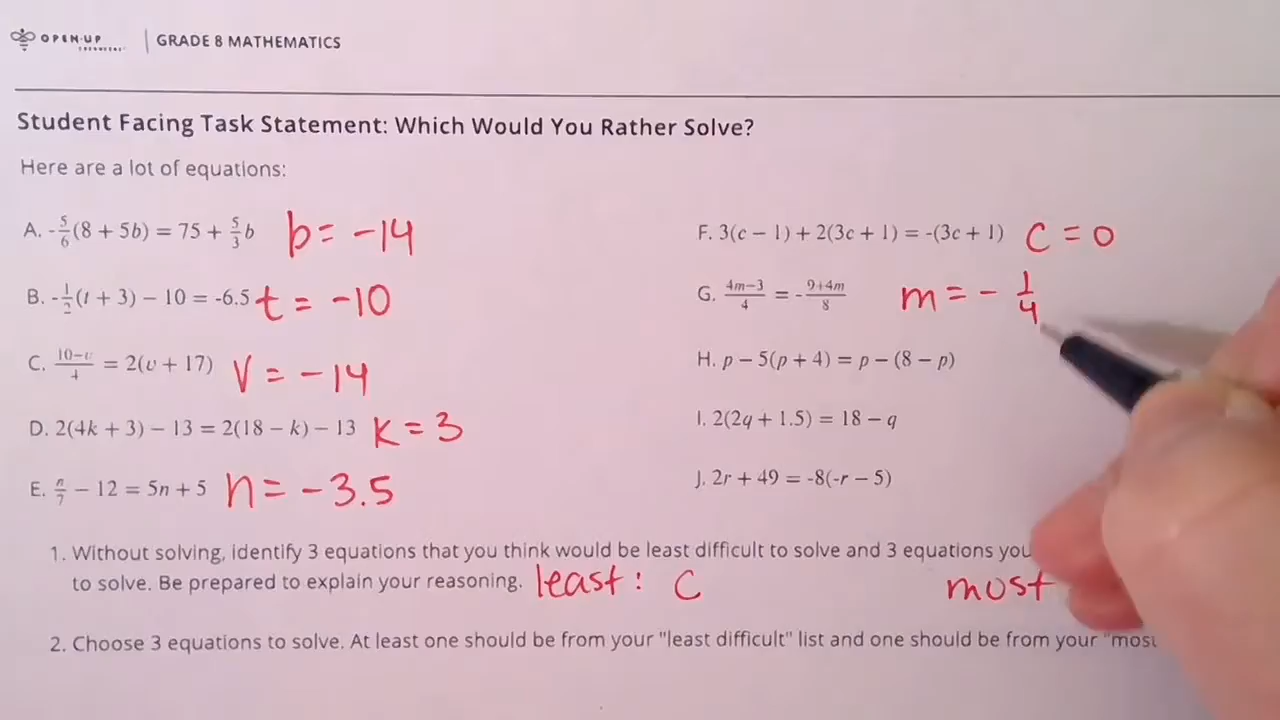 OPEN·UP
GRADE 8 MATHEMATICS
Student Facing Task Statement: Which Would You Rather Solve?
Here are a lot of equations:
A. -5/6(8 + 5b) = 75 + 5/3b b = -14
B. -1/2(t + 3) − 10 = -6.5 t = -10
C. 10−v/4 = 2(v + 17) V = -14
D. 2(4k + 3) − 13 = 2(18 − k) − 13 K = 3
E. n/7 − 12 = 5n + 5 n = -3.5
F. 3(c − 1) + 2(3c + 1) = -(3c + 1) C = 0
G. 4m−3/4 = -9+4m/8 m = - 1/4
H. p − 5(p + 4) = p − (8 − p)
I. 2(2q + 1.5) = 18 − q
J. 2r + 49 = -8(-r − 5)
1. Without solving, identify 3 equations that you think would be least difficult to solve and 3 equations you
to solve. Be prepared to explain your reasoning. least: C most
2. Choose 3 equations to solve. At least one should be from your "least difficult" list and one should be from your "most